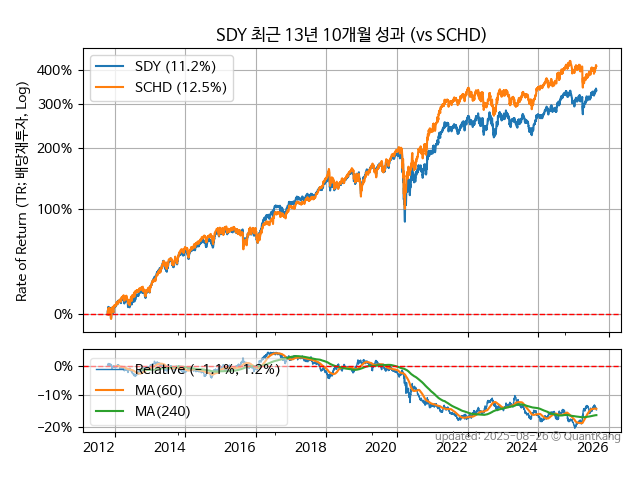 SDY 최근 13년 10개월 성과 (vs SCHD)
Rate of Return (TR; 배당재투자, Log)
400%
300%
200%
100%
0%
SDY (11.2%)
SCHD (12.5%)
0%
−10%
−20%
Relative (−1.1%, 1.2%)
MA(60)
MA(240)
2012 2014 2016 2018 2020 2022 2024 2026
updated: 2025-08-26 © QuantKang